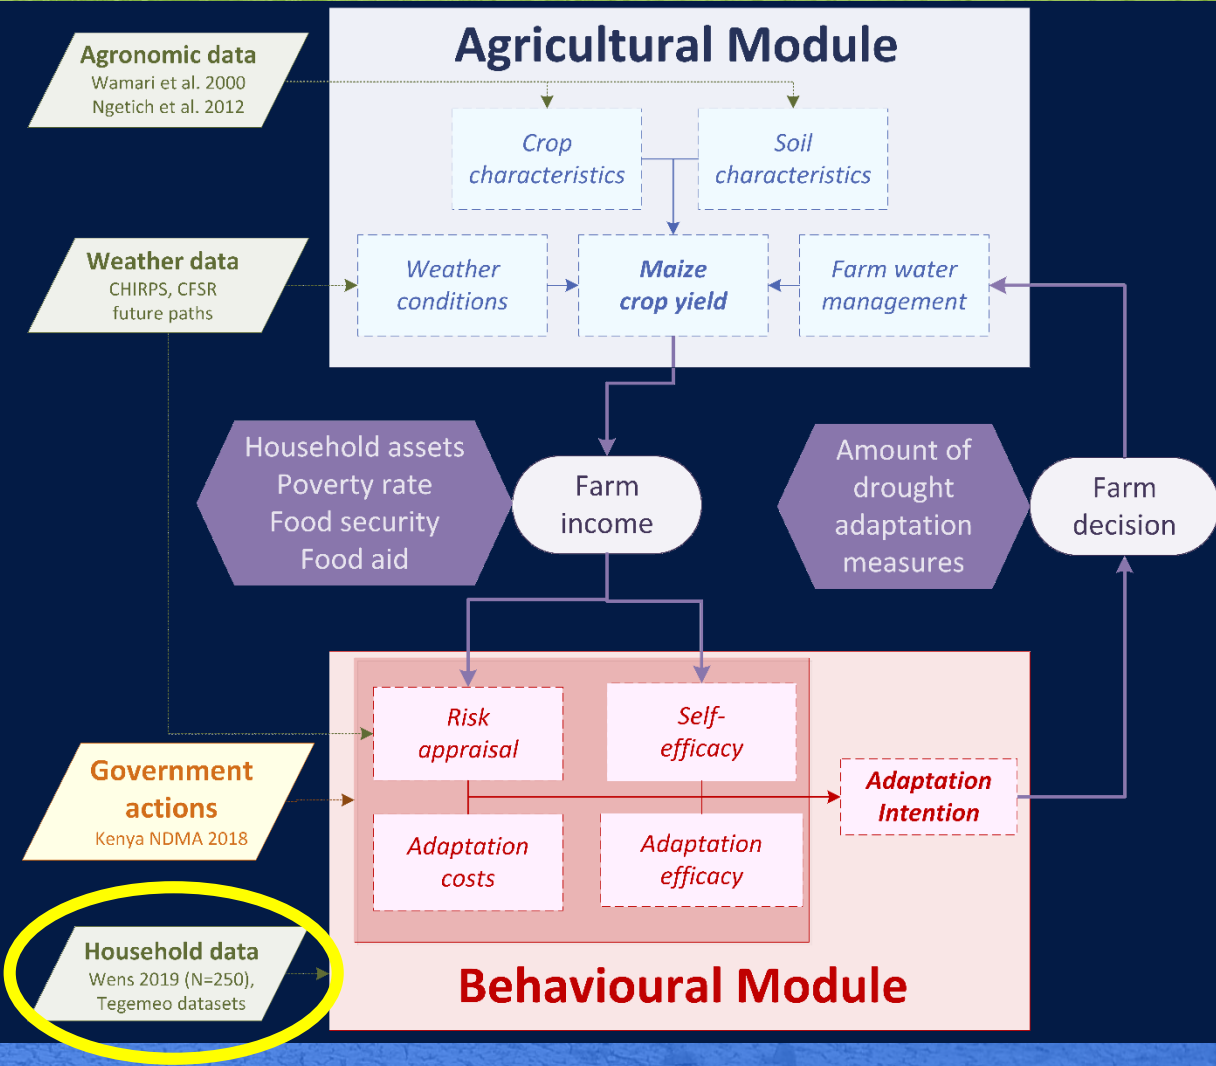 Agricultural Module
Agronomic data
Wamari et al. 2000
Ngetich et al. 2012
Crop
characteristics
Soil
characteristics
Weather data
CHIRPS, CFSR
future paths
Weather
conditions
Maize
crop yield
Farm water
management
Household assets
Poverty rate
Food security
Food aid
Farm
income
Amount of
drought
adaptation
measures
Farm
decision
Risk
appraisal
Self-
efficacy
Government
actions
Kenya NDMA 2018
Adaptation
Intention
Adaptation
costs
Adaptation
efficacy
Household data
Wens 2019 (N=250),
Tegemeo datasets
Behavioural Module